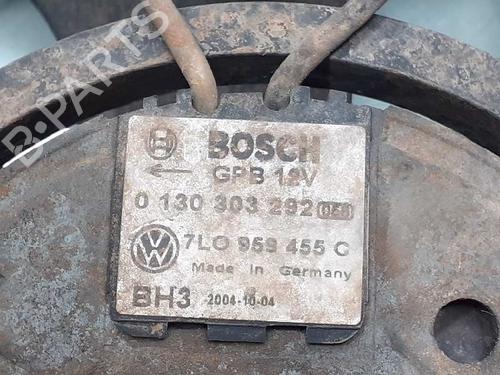 BOSCH
GPB 12V
0 130 303 292
7L0 959 455 C
Made in Germany
BH3 2004-10-04
B-PARTS